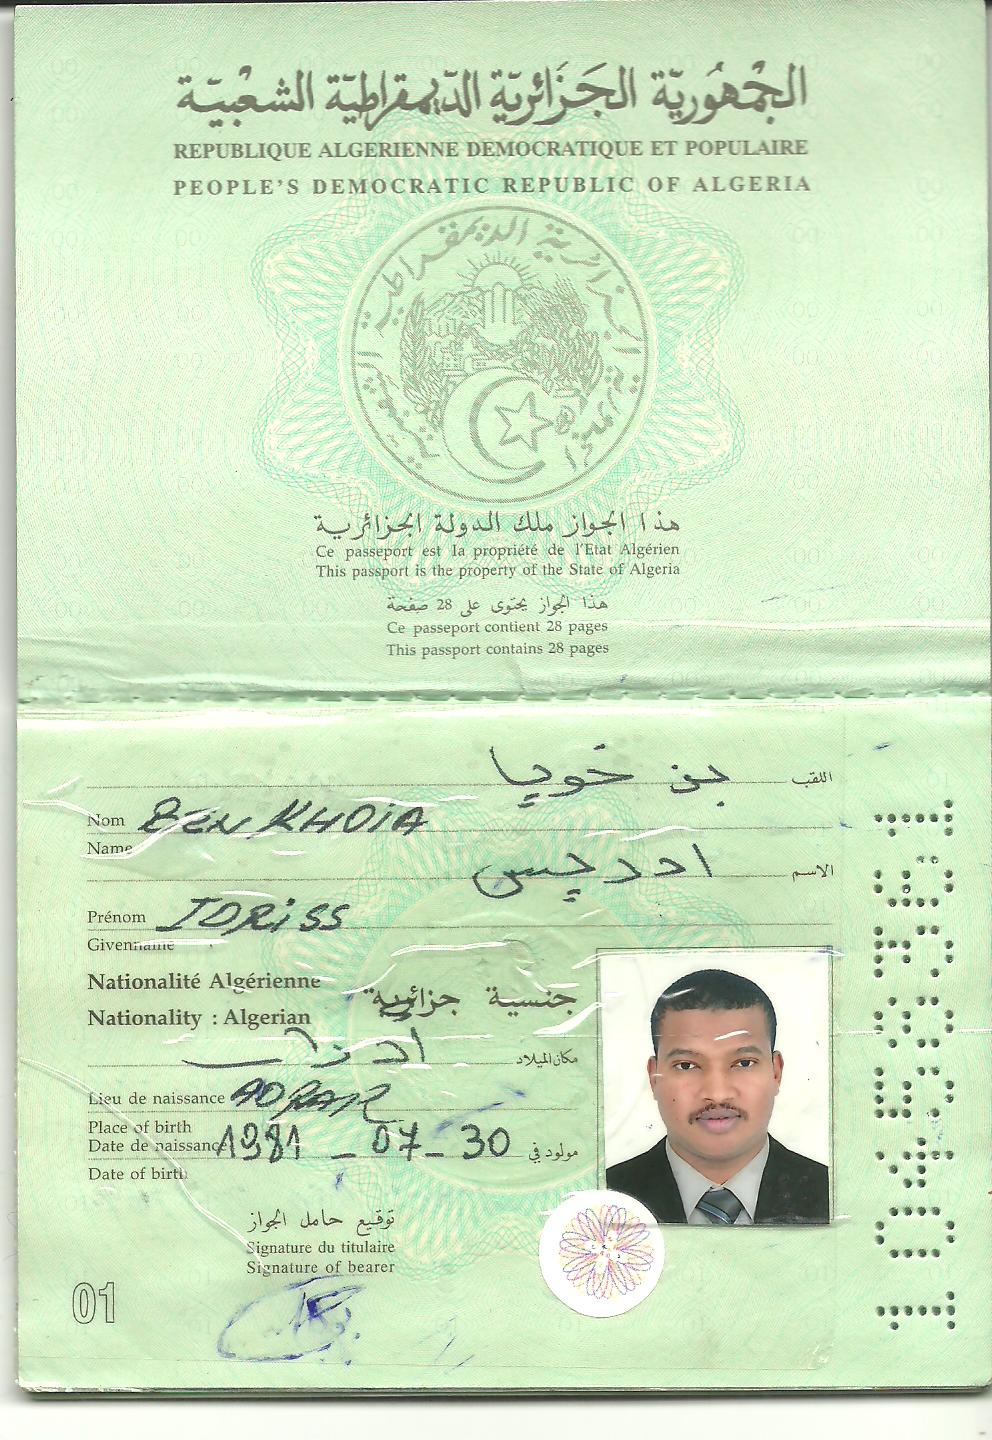 الجمهورية الجزائرية الديمقراطية الشعبية
REPUBLIQUE ALGERIENNE DEMOCRATIQUE ET POPULAIRE
PEOPLE'S DEMOCRATIC REPUBLIC OF ALGERIA
هذا الجواز ملك الدولة الجزائرية
Ce passeport est la propriété de l'Etat Algérien
This passport is the property of the State of Algeria
هذا الجواز يحتوى على 28 صفحة
Ce passeport contient 28 pages
This passport contains 28 pages
اللقب بن خويا
Nom BEN KHOIA
Name
الاسم ادريس
Prénom IDRISS
Givenname
Nationalité Algérienne جنسية جزائرية
Nationality : Algerian
مكان الميلاد ادرار
Lieu de naissance ADRAR
Place of birth
Date de naissance 1981 - 07 - 30 مولود في
Date of birth
توقيع حامل الجواز
Signature du titulaire
Signature of bearer
01